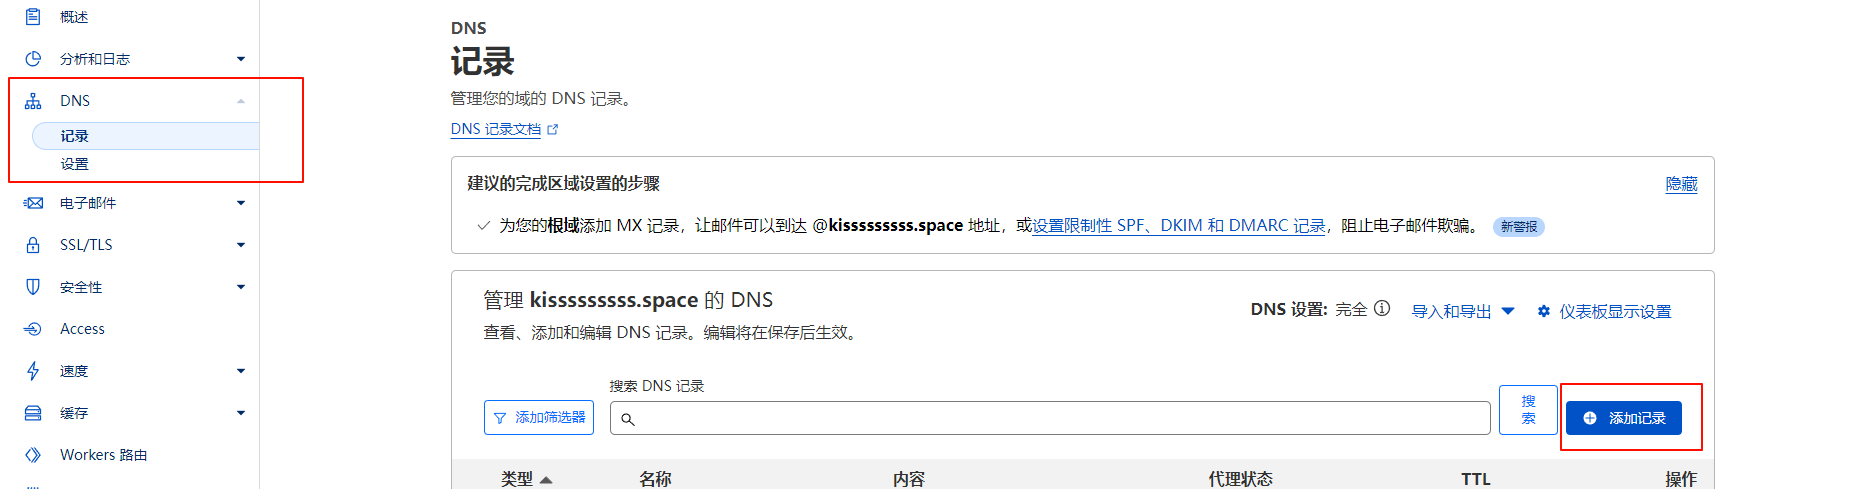 概述
分析和日志
DNS
记录
设置
电子邮件
SSL/TLS
安全性
Access
速度
缓存
Workers 路由
DNS
记录
管理您的域的 DNS 记录。
DNS 记录文档
建议的完成区域设置的步骤
隐藏
为您的根域添加 MX 记录，让邮件可以到达 @kisssssssss.space 地址，或设置限制性 SPF、DKIM 和 DMARC 记录，阻止电子邮件欺骗。 新警报
管理 kisssssssss.space 的 DNS
查看、添加和编辑 DNS 记录。编辑将在保存后生效。
DNS 设置: 完全
导入和导出
仪表板显示设置
搜索 DNS 记录
添加筛选器
搜
索
添加记录
类型 名称 内容 代理状态 TTL 操作